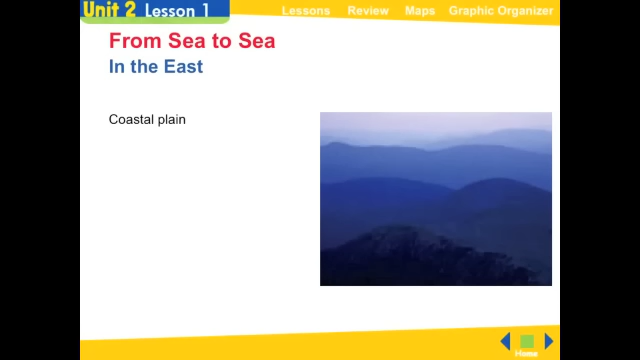 Unit 2 Lesson 1
Lessons Review Maps Graphic Organizer
From Sea to Sea
In the East
Coastal plain
Home